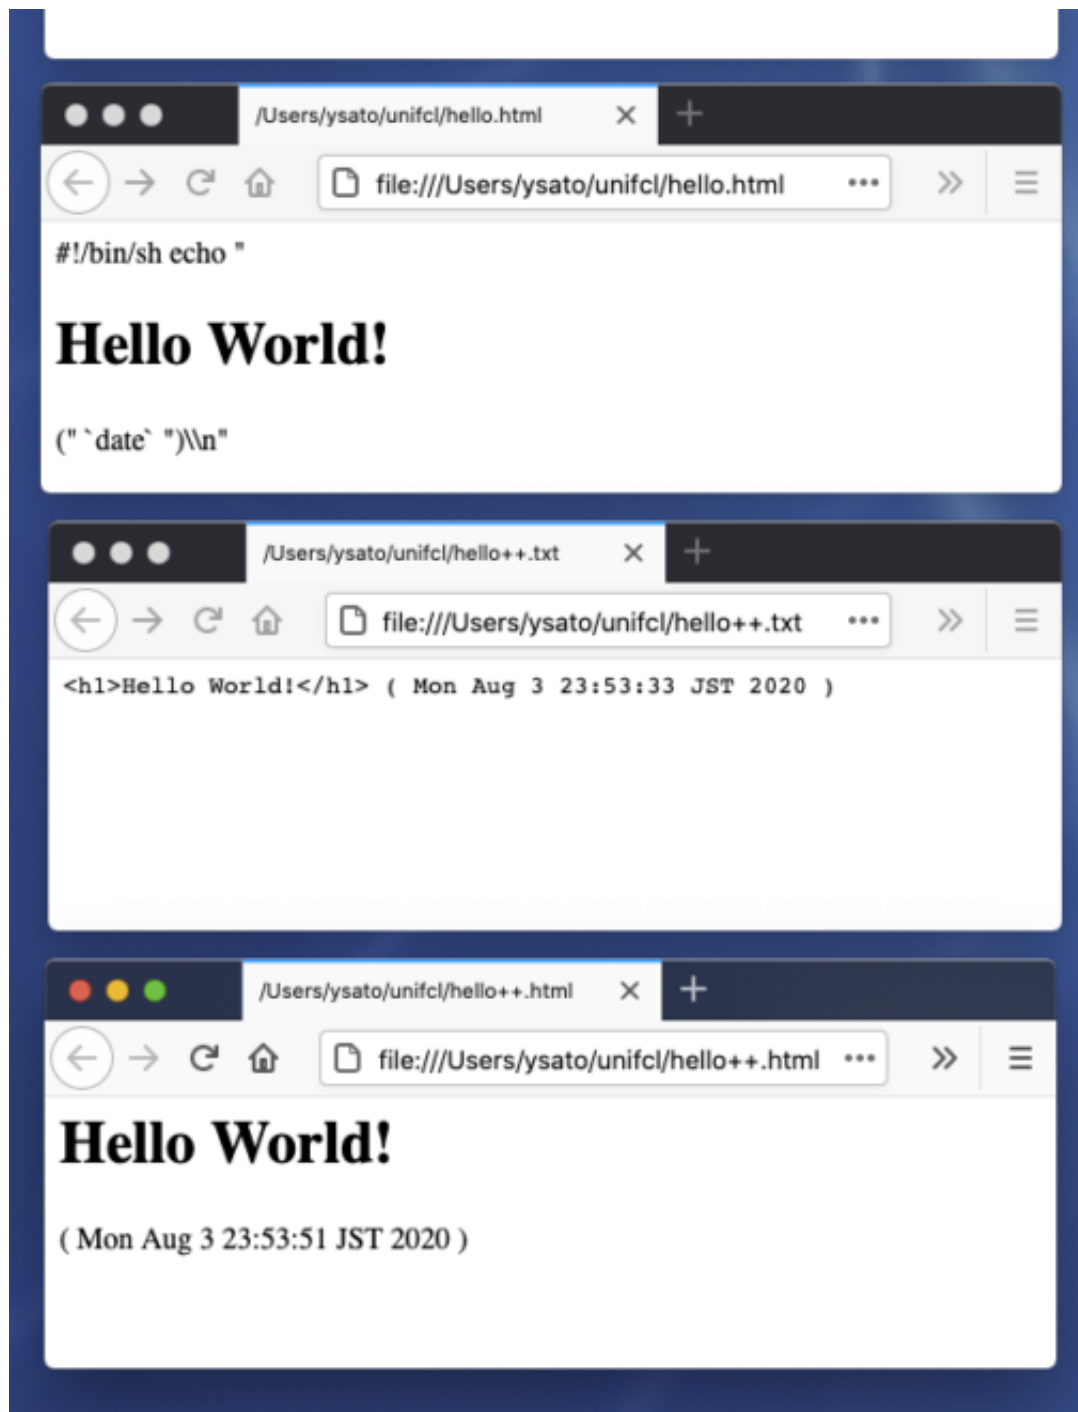 /Users/ysato/unifcl/hello.html
file:///Users/ysato/unifcl/hello.html
#!/bin/sh echo "
Hello World!
(" `date` ")\\n"
/Users/ysato/unifcl/hello++.txt
file:///Users/ysato/unifcl/hello++.txt
<h1>Hello World!</h1> ( Mon Aug 3 23:53:33 JST 2020 )
/Users/ysato/unifcl/hello++.html
file:///Users/ysato/unifcl/hello++.html
Hello World!
( Mon Aug 3 23:53:51 JST 2020 )